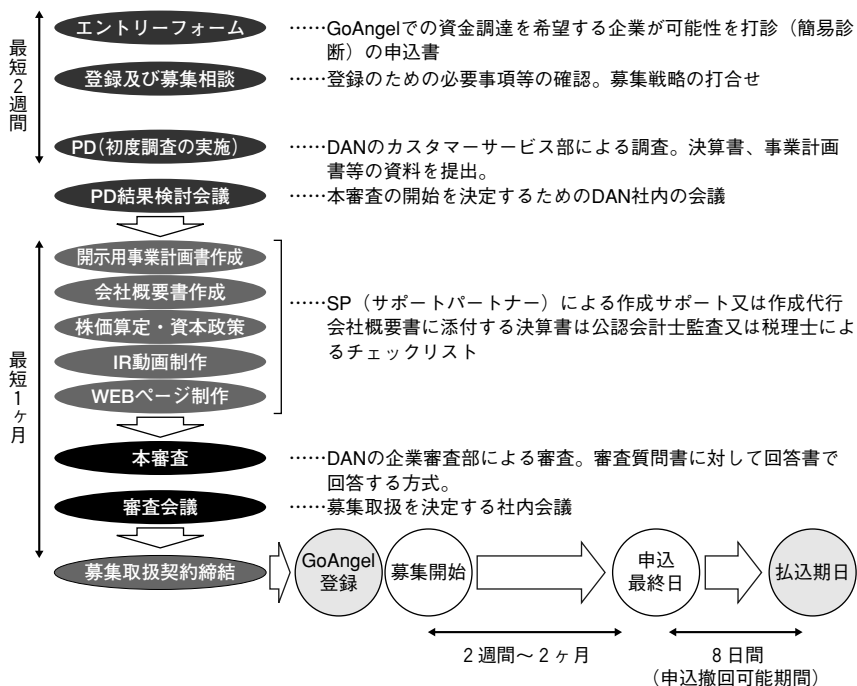 最短2週間
エントリーフォーム
……GoAngelでの資金調達を希望する企業が可能性を打診（簡易診
断）の申込書
登録及び募集相談
……登録のための必要事項等の確認。募集戦略の打合せ
PD（初度調査の実施）
……DANのカスタマーサービス部による調査。決算書、事業計画
書等の資料を提出。
PD結果検討会議
……本審査の開始を決定するためのDAN社内の会議
最短1ヶ月
開示用事業計画書作成
会社概要書作成
株価算定・資本政策
IR動画制作
WEBページ制作
……SP（サポートパートナー）による作成サポート又は作成代行
会社概要書に添付する決算書は公認会計士監査又は税理士によ
るチェックリスト
本審査
……DANの企業審査部による審査。審査質問書に対して回答書で
回答する方式。
審査会議
……募集取扱を決定する社内会議
募集取扱契約締結
GoAngel
登録
募集開始
申込
最終日
払込期日
2週間〜2ヶ月
8日間
（申込撤回可能期間）